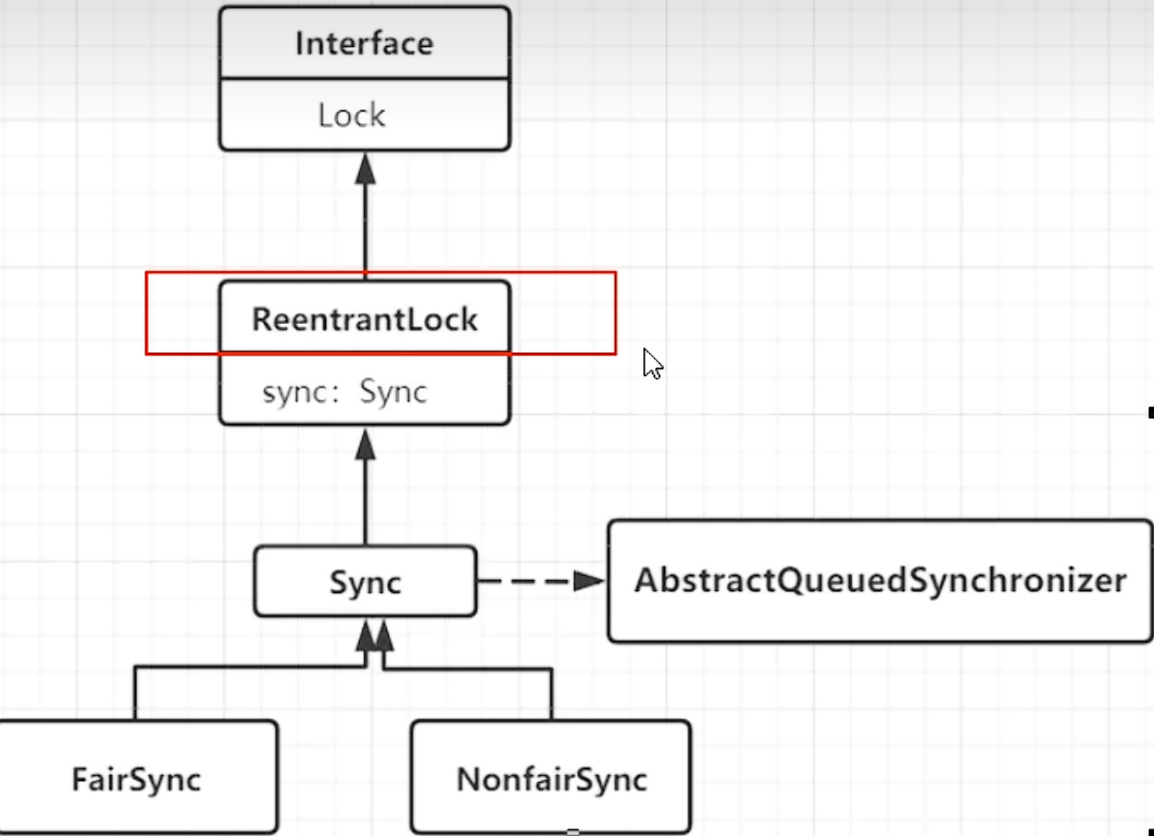 Interface
Lock
ReentrantLock
sync: Sync
Sync
AbstractQueuedSynchronizer
FairSync
NonfairSync